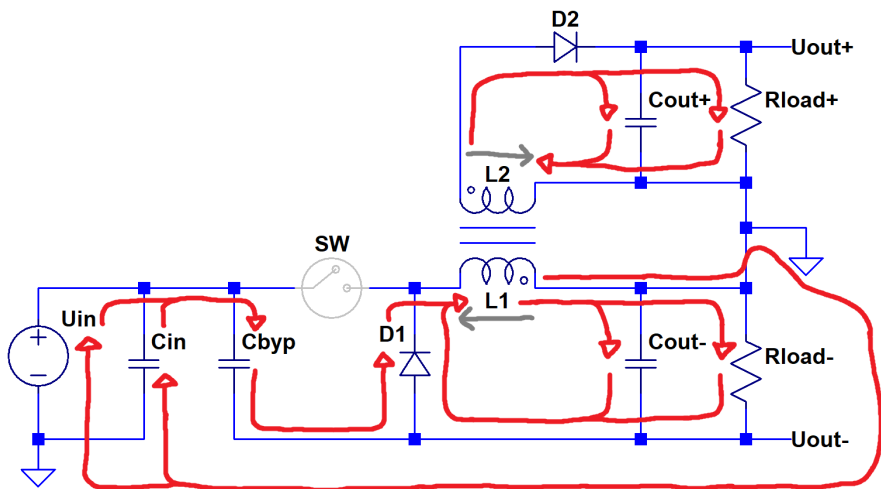 D2
Uout+
Cout+
Rload+
L2
SW
L1
Uin
Cin
Cbyp
D1
Cout-
Rload-
Uout-